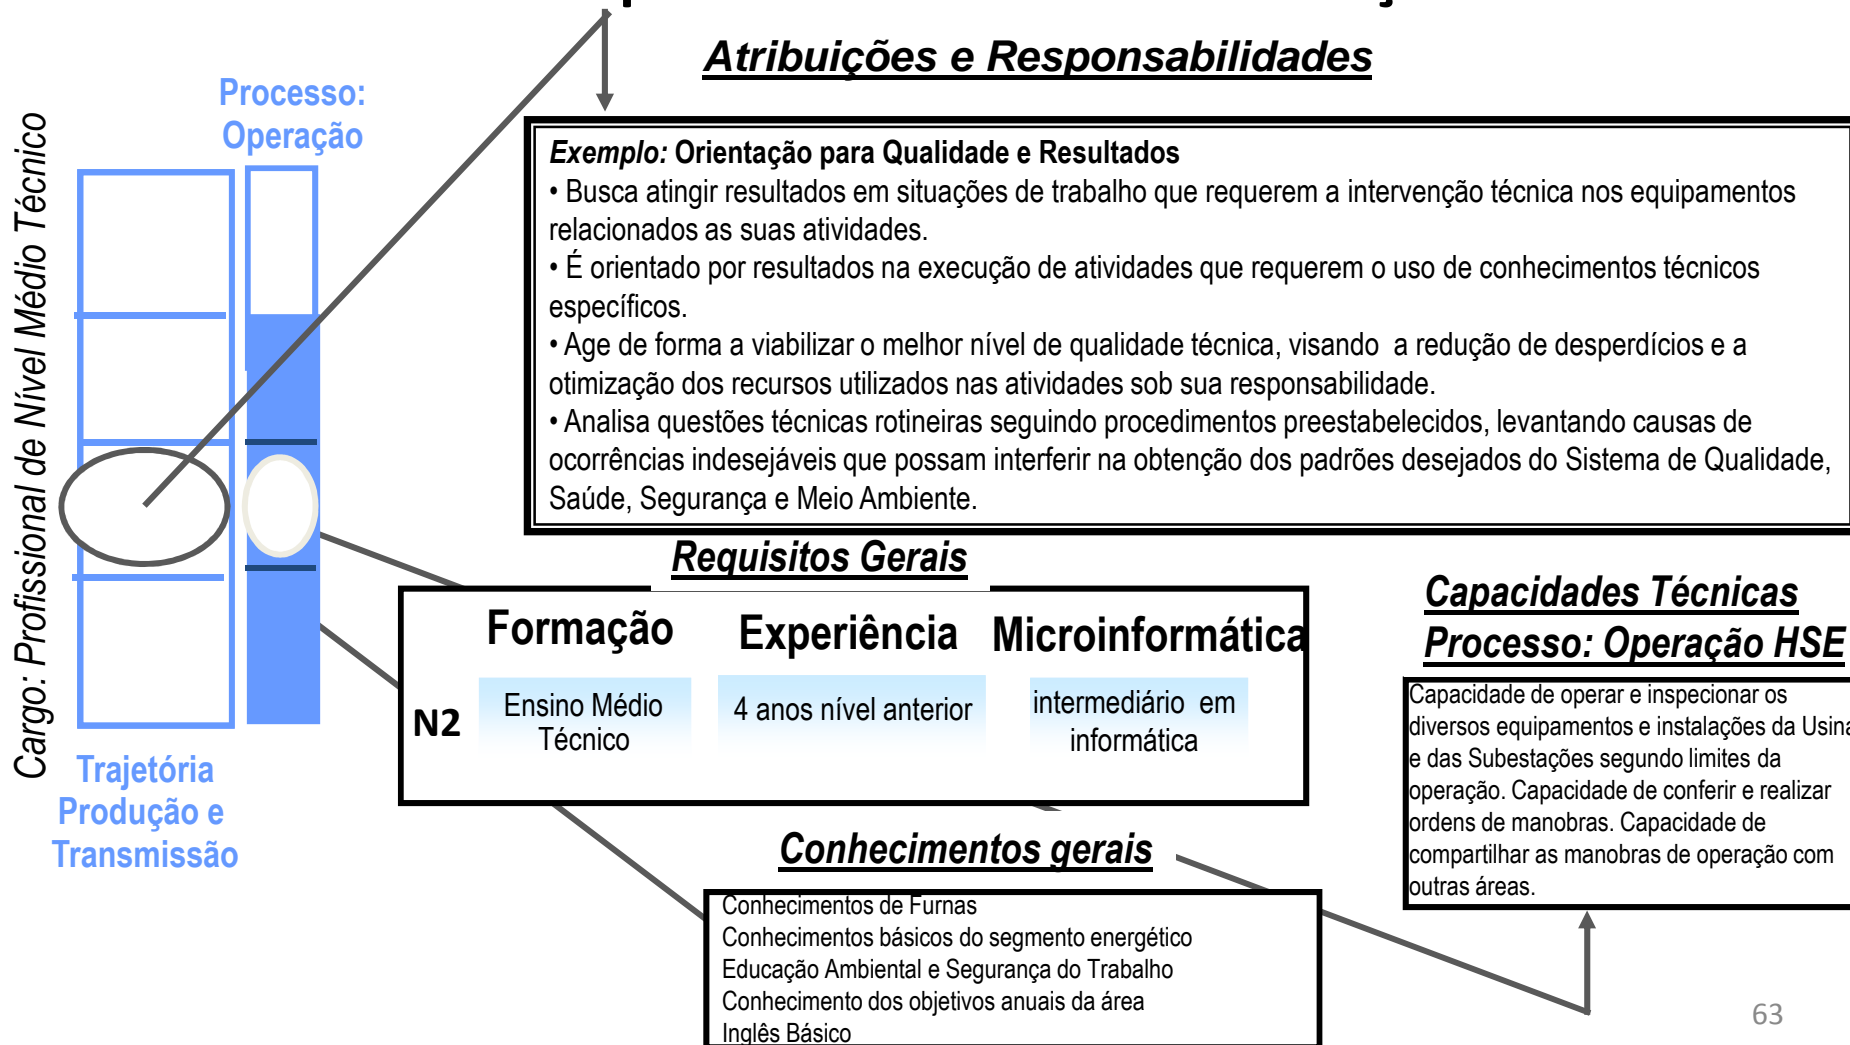 Atribuições e Responsabilidades
Processo:
Operação
Cargo: Profissional de Nível Médio Técnico
Exemplo: Orientação para Qualidade e Resultados
• Busca atingir resultados em situações de trabalho que requerem a intervenção técnica nos equipamentos
relacionados as suas atividades.
• É orientado por resultados na execução de atividades que requerem o uso de conhecimentos técnicos
específicos.
• Age de forma a viabilizar o melhor nível de qualidade técnica, visando  a redução de desperdícios e a
otimização dos recursos utilizados nas atividades sob sua responsabilidade.
• Analisa questões técnicas rotineiras seguindo procedimentos preestabelecidos, levantando causas de
ocorrências indesejáveis que possam interferir na obtenção dos padrões desejados do Sistema de Qualidade,
Saúde, Segurança e Meio Ambiente.
Requisitos Gerais
Formação
Experiência
Microinformática
N2
Ensino Médio
Técnico
4 anos nível anterior
intermediário  em
informática
Capacidades Técnicas
Processo: Operação HSE
Capacidade de operar e inspecionar os
diversos equipamentos e instalações da Usina
e das Subestações segundo limites da
operação. Capacidade de conferir e realizar
ordens de manobras. Capacidade de
compartilhar as manobras de operação com
outras áreas.
Trajetória
Produção e
Transmissão
Conhecimentos gerais
Conhecimentos de Furnas
Conhecimentos básicos do segmento energético
Educação Ambiental e Segurança do Trabalho
Conhecimento dos objetivos anuais da área
Inglês Básico
63